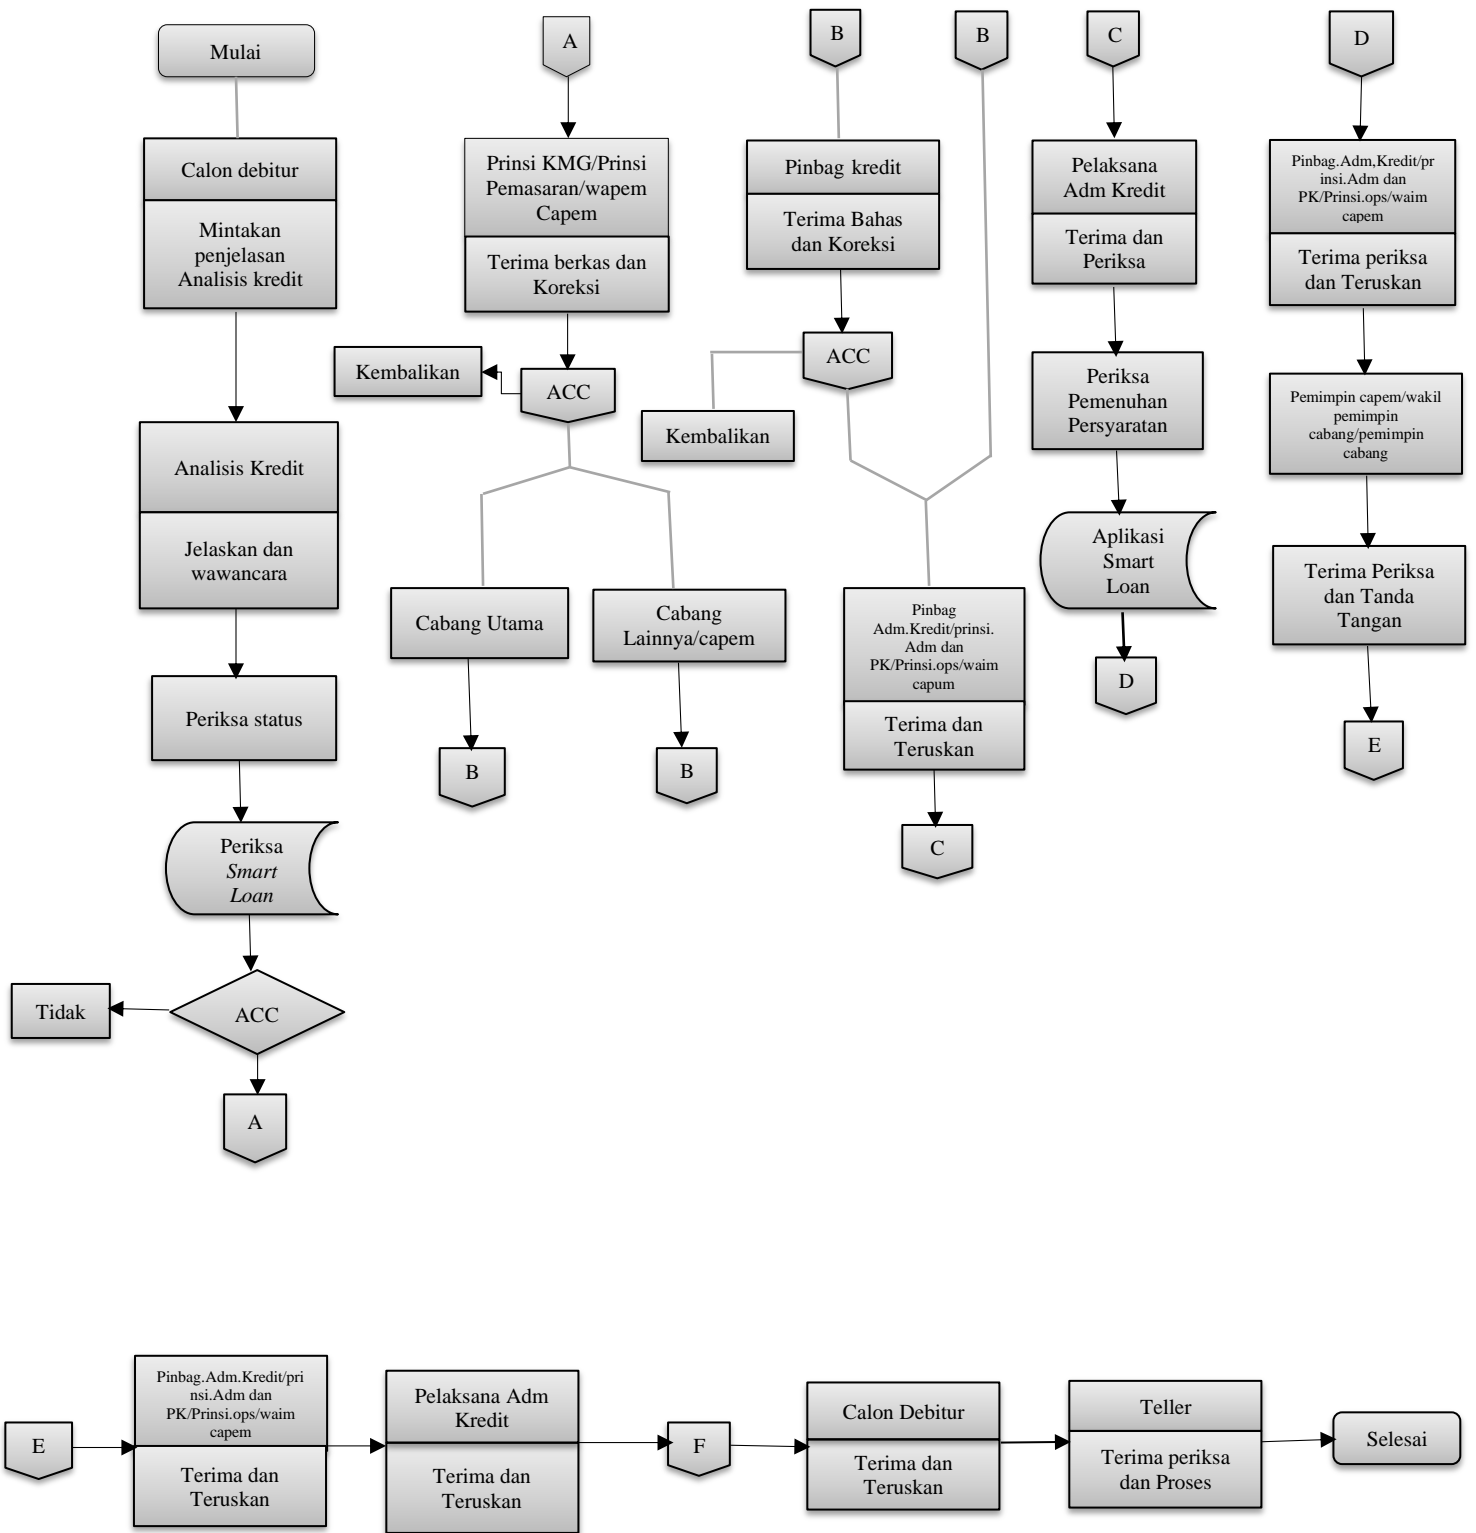 Mulai
Calon debitur
Mintakan
penjelasan
Analisis kredit
Analisis Kredit
Jelaskan dan
wawancara
Periksa status
Periksa
Smart
Loan
ACC
Tidak
A
A
Prinsi KMG/Prinsi
Pemasaran/wapem
Capem
Terima berkas dan
Koreksi
Kembalikan
ACC
Cabang Utama
Cabang
Lainnya/capem
B
B
B
B
Pinbag kredit
Terima Bahas
dan Koreksi
ACC
Kembalikan
Pinbag
Adm.Kredit/prinsi.
Adm dan
PK/Prinsi.ops/waim
capum
Terima dan
Teruskan
C
C
Pelaksana
Adm Kredit
Terima dan
Periksa
Periksa
Pemenuhan
Persyaratan
Aplikasi
Smart
Loan
D
D
Pinbag.Adm,Kredit/pr
insi.Adm dan
PK/Prinsi.ops/waim
capem
Terima periksa
dan Teruskan
Pemimpin capem/wakil
pemimpin
cabang/pemimpin
cabang
Terima Periksa
dan Tanda
Tangan
E
E
Pinbag.Adm.Kredit/pri
nsi.Adm dan
PK/Prinsi.ops/waim
capem
Terima dan
Teruskan
Pelaksana Adm
Kredit
Terima dan
Teruskan
F
Calon Debitur
Terima dan
Teruskan
Teller
Terima periksa
dan Proses
Selesai